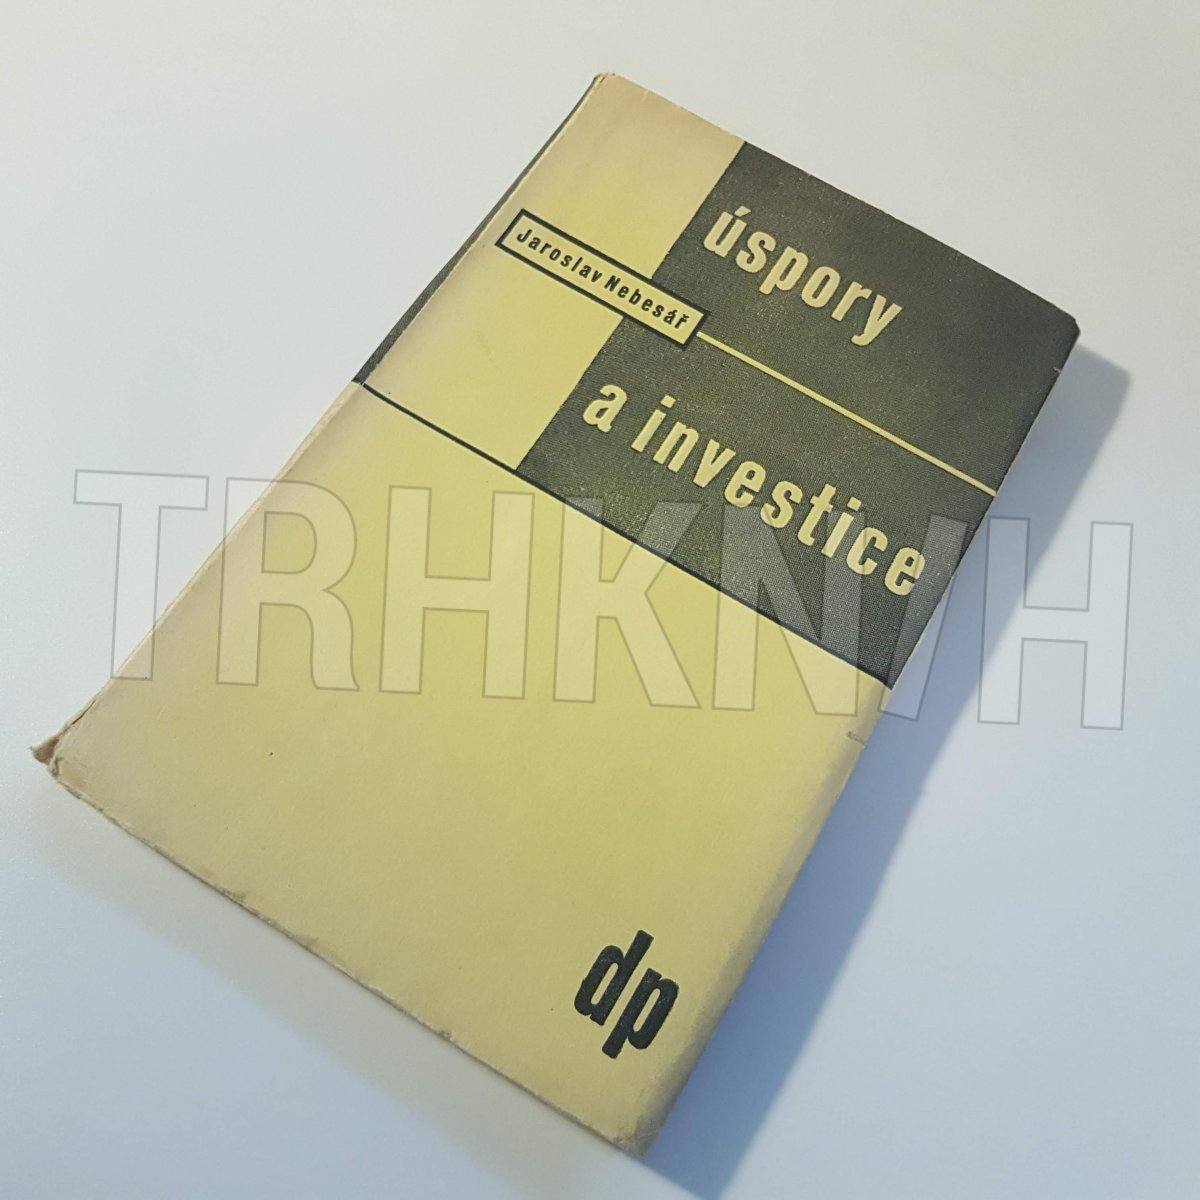 úspory
Jaroslav Nebesář
a investice
TRHKNIH
dp